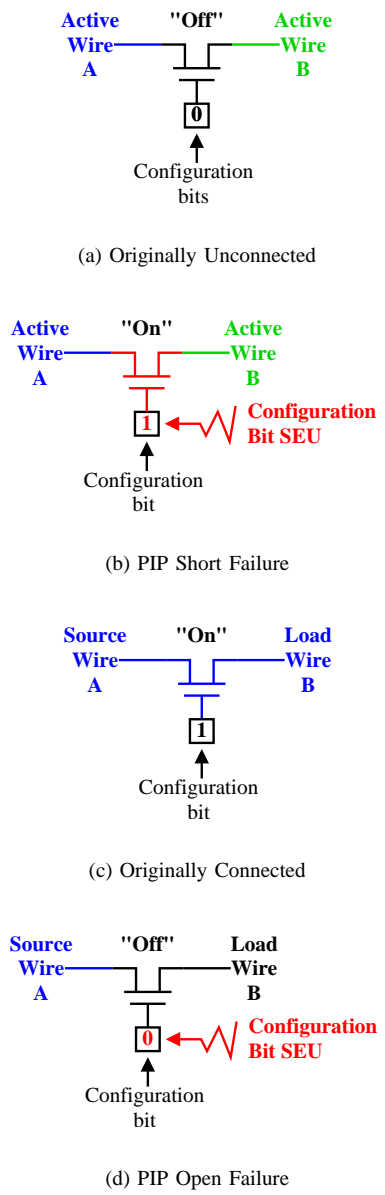 Active "Off" Active
Wire Wire
A B
0
Configuration
bits
(a) Originally Unconnected
Active "On" Active
Wire Wire
A B
1 Configuration
Bit SEU
Configuration
bit
(b) PIP Short Failure
Source "On" Load
Wire Wire
A B
1
Configuration
bit
(c) Originally Connected
Source "Off" Load
Wire Wire
A B
0 Configuration
Bit SEU
Configuration
bit
(d) PIP Open Failure